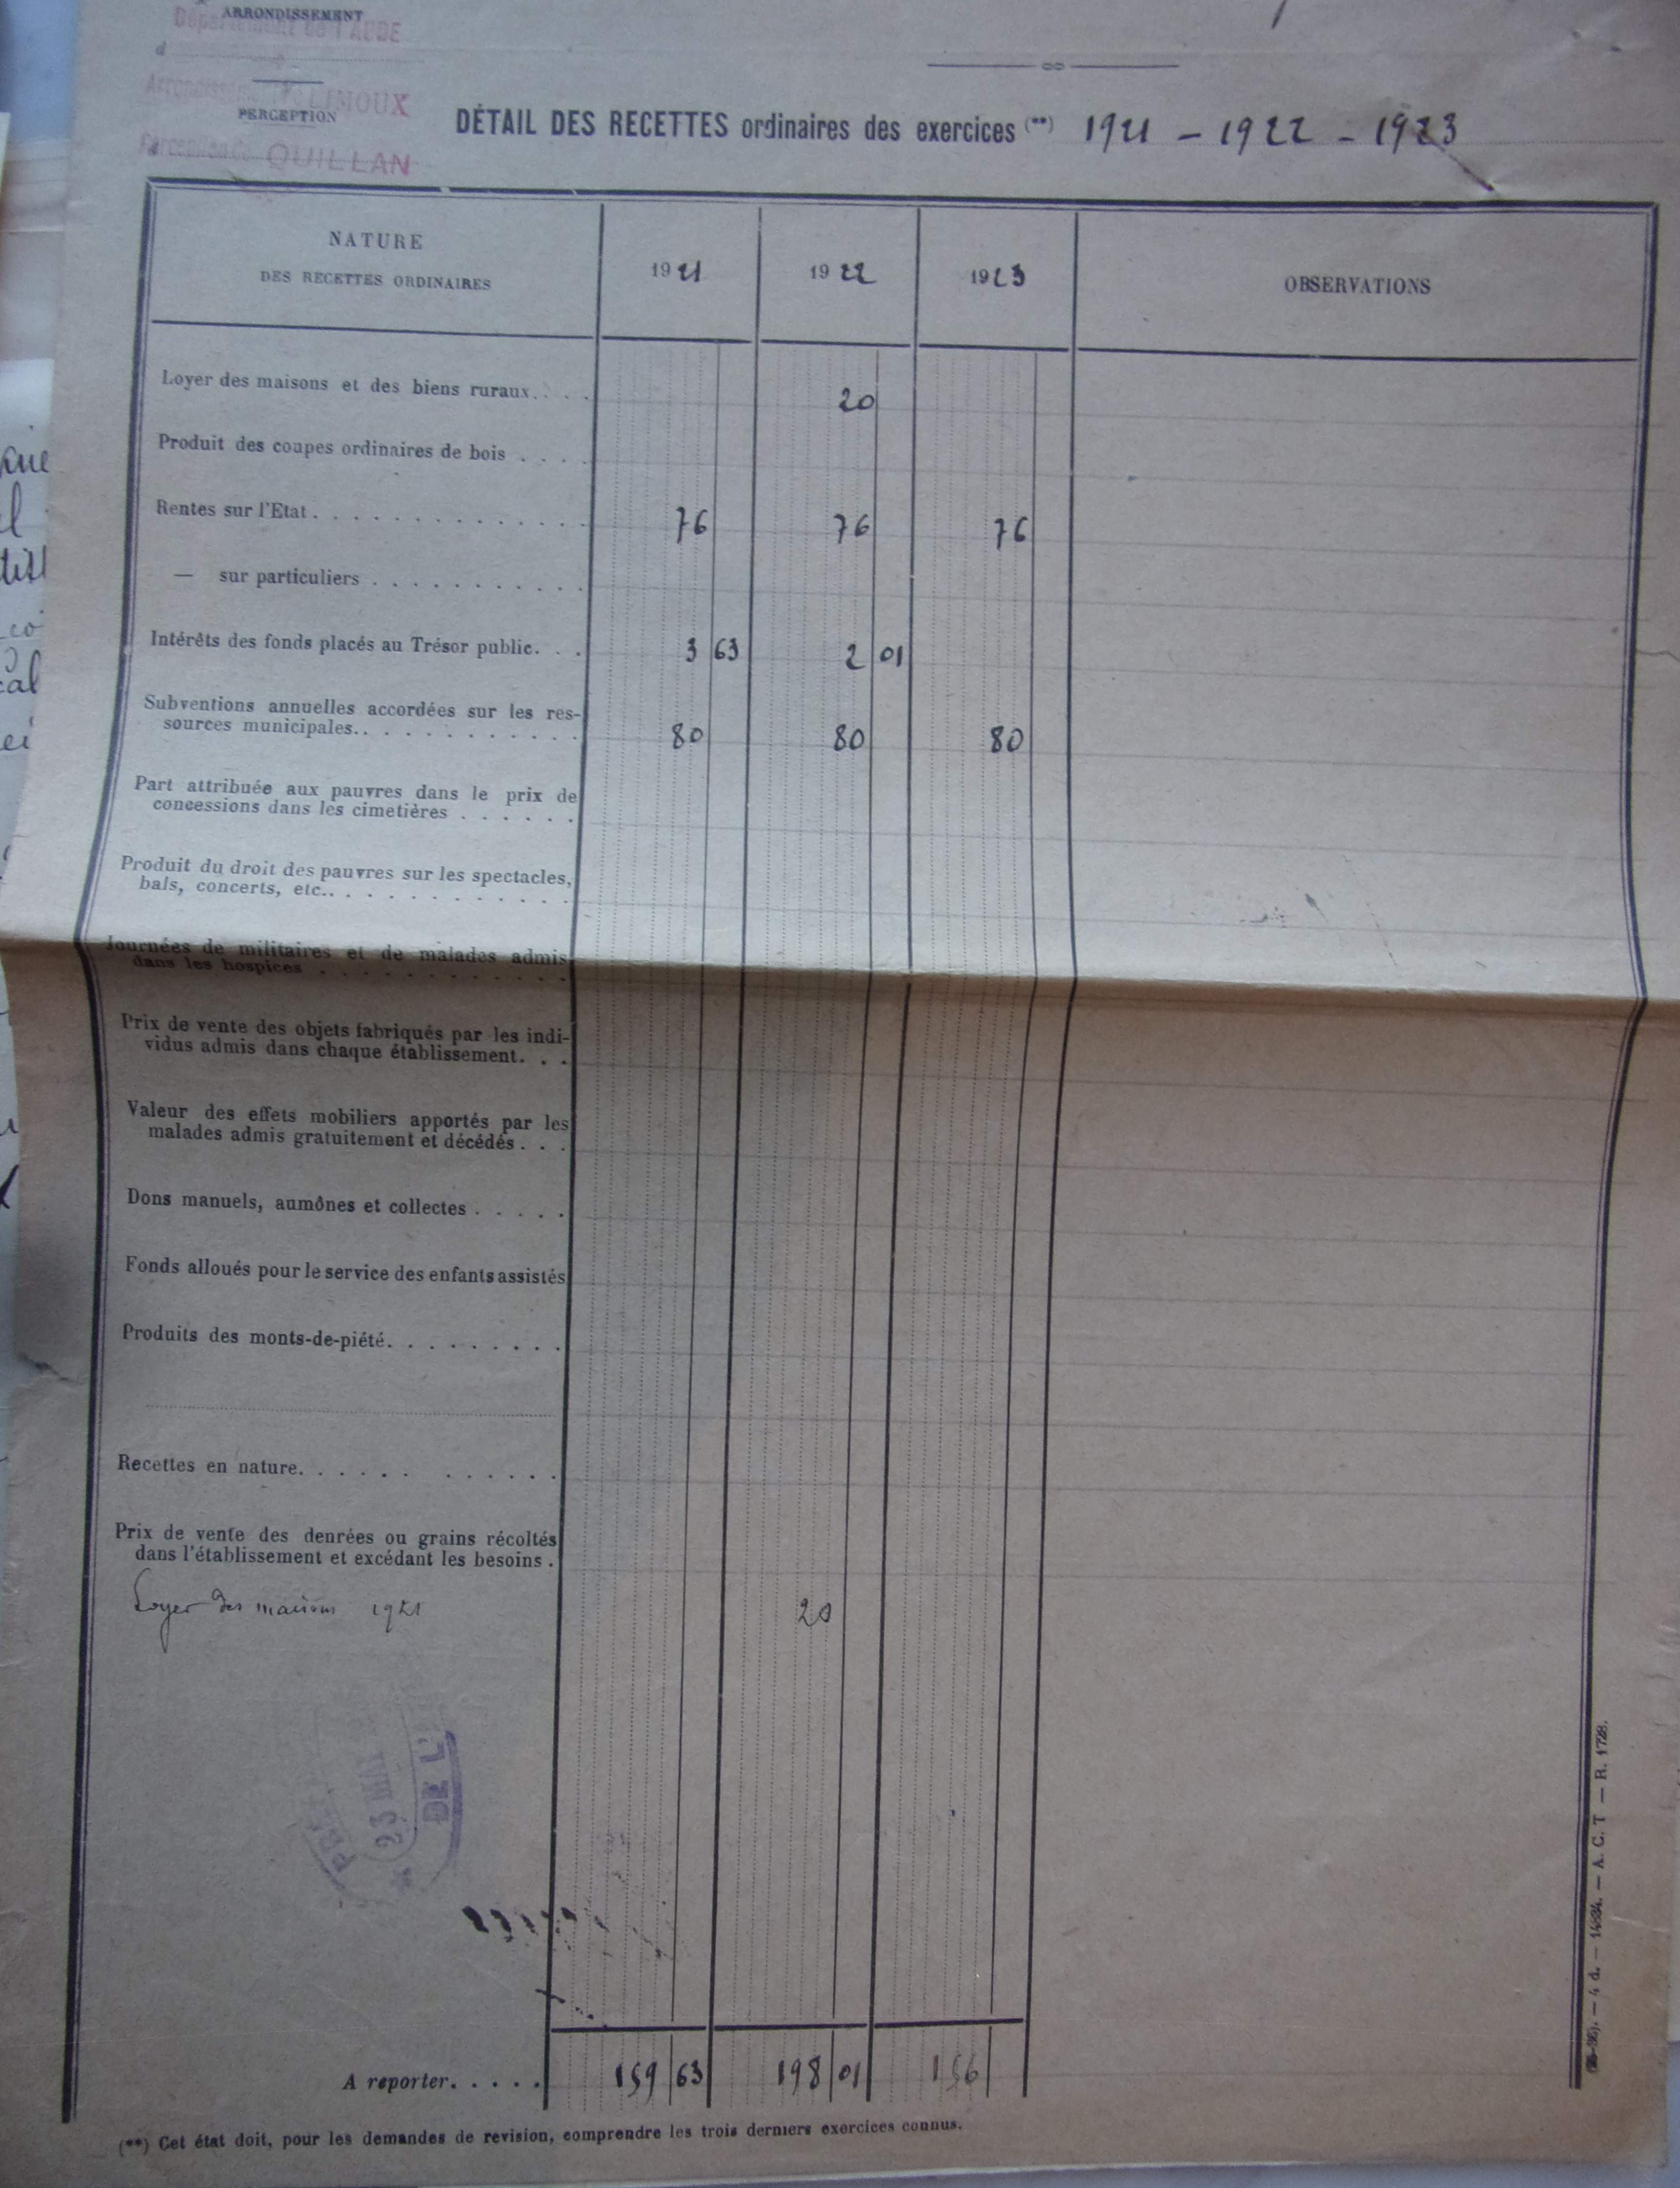 ARRONDISSEMENT
Département de l'AUDE
d
Arrondissement de LIMOUX
PERCEPTION
Perception de QUILLAN
DÉTAIL DES RECETTES ordinaires des exercices (**) 1921 - 1922 - 1923
NATURE
DES RECETTES ORDINAIRES
1921
1922
1923
OBSERVATIONS
Loyer des maisons et des biens ruraux. . . . 20
Produit des coupes ordinaires de bois . . . .
Rentes sur l'Etat . . . . . . . . . . . . . . 76 76 76
— sur particuliers . . . . . . . . . . .
Intérêts des fonds placés au Trésor public. . . 3 63 2 01
Subventions annuelles accordées sur les res-
sources municipales. . . . . . . . . . . . 80 80 80
Part attribuée aux pauvres dans le prix de
concessions dans les cimetières . . . . . .
Produit du droit des pauvres sur les spectacles,
bals, concerts, etc. . . . . . . . . . . . .
Journées de militaires et de malades admis
dans les hospices . . . . . . . . . . . .
Prix de vente des objets fabriqués par les indi-
vidus admis dans chaque établissement. . .
Valeur des effets mobiliers apportés par les
malades admis gratuitement et décédés . . .
Dons manuels, aumônes et collectes . . . . .
Fonds alloués pour le service des enfants assistés
Produits des monts-de-piété. . . . . . . . .
Recettes en nature. . . . . . . . . . . .
Prix de vente des denrées ou grains récoltés
dans l'établissement et excédant les besoins .
Loyer des maisons 1921 20
DE L'
23
A reporter. . . . . 159 63 198 01 156
(**) Cet état doit, pour les demandes de revision, comprendre les trois derniers exercices connus.
— 4 d. — 14934. — A. C. T — R. 1728.